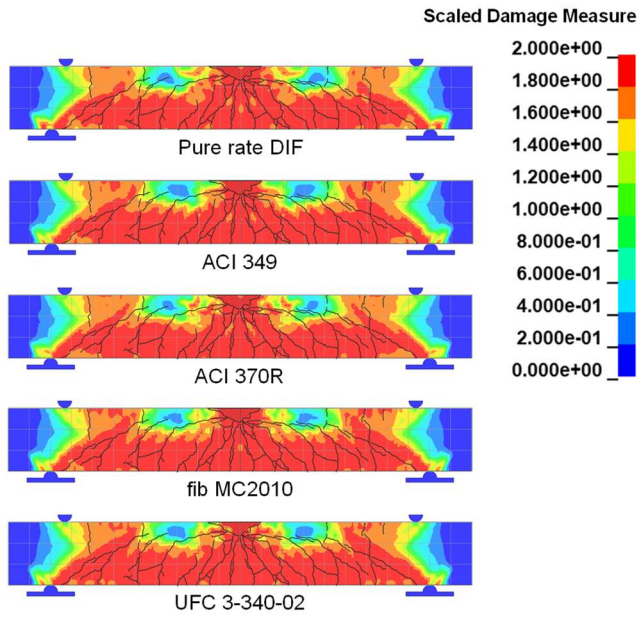 Scaled Damage Measure
2.000e+00
1.800e+00
1.600e+00
1.400e+00
1.200e+00
1.000e+00
8.000e-01
6.000e-01
4.000e-01
2.000e-01
0.000e+00
Pure rate DIF
ACI 349
ACI 370R
fib MC2010
UFC 3-340-02